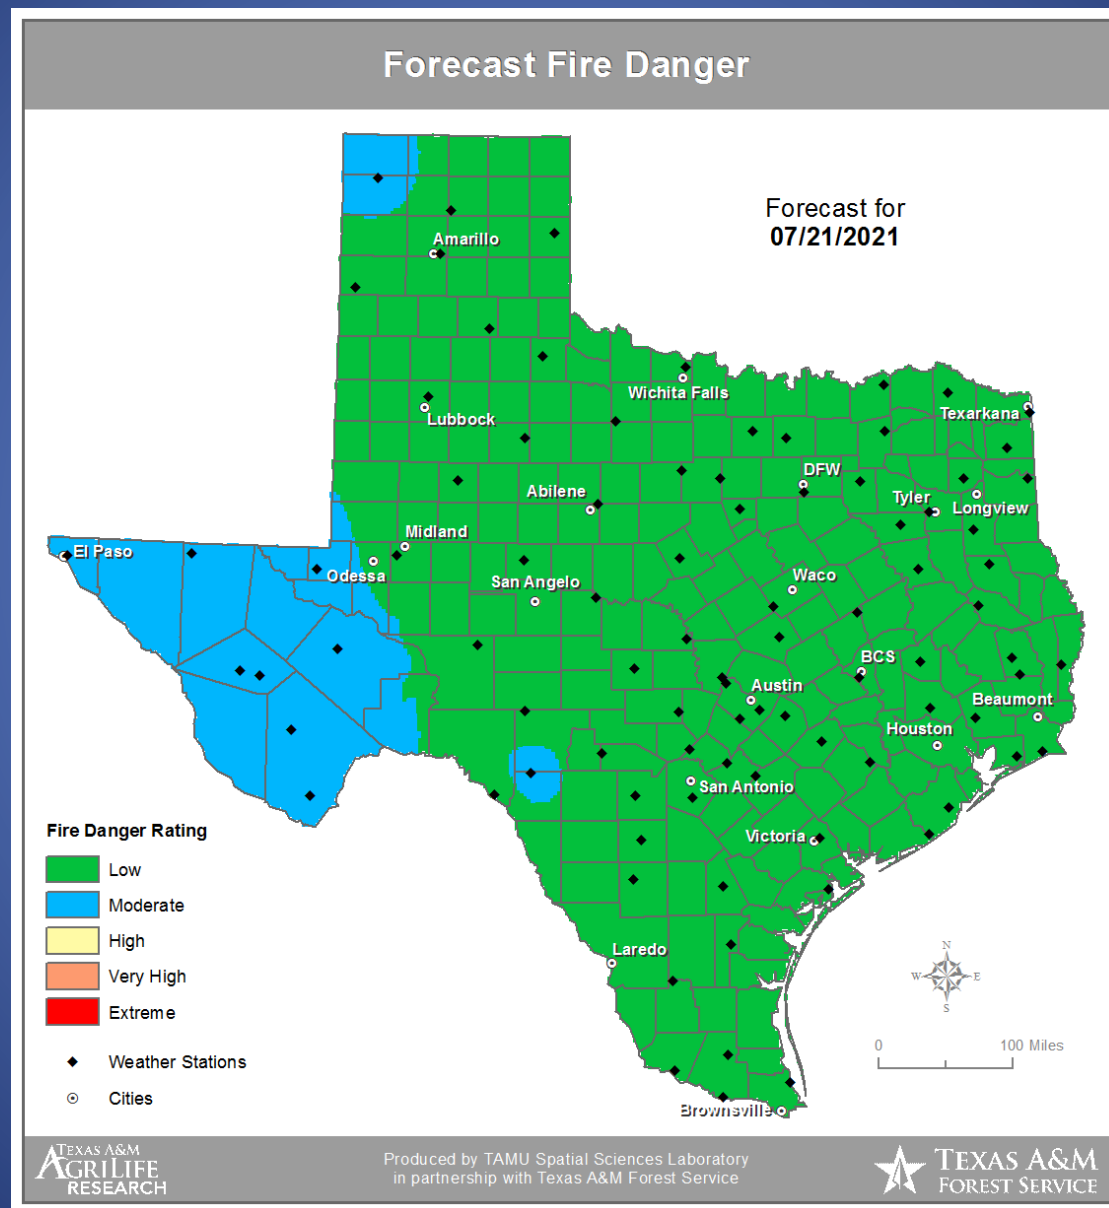 Forecast Fire Danger
Forecast for
07/21/2021
Amarillo
Wichita Falls
Lubbock
Texarkana
DFW
Abilene
Tyler
Longview
Midland
El Paso
Odessa
San Angelo
Waco
BCS
Austin
Beaumont
Houston
San Antonio
Victoria
Laredo
Brownsville
Fire Danger Rating
Low
Moderate
High
Very High
Extreme
Weather Stations
Cities
N
W
E
S
0 100 Miles
TEXAS A&M
AGRILIFE
RESEARCH
Produced by TAMU Spatial Sciences Laboratory
in partnership with Texas A&M Forest Service
TEXAS A&M
FOREST SERVICE